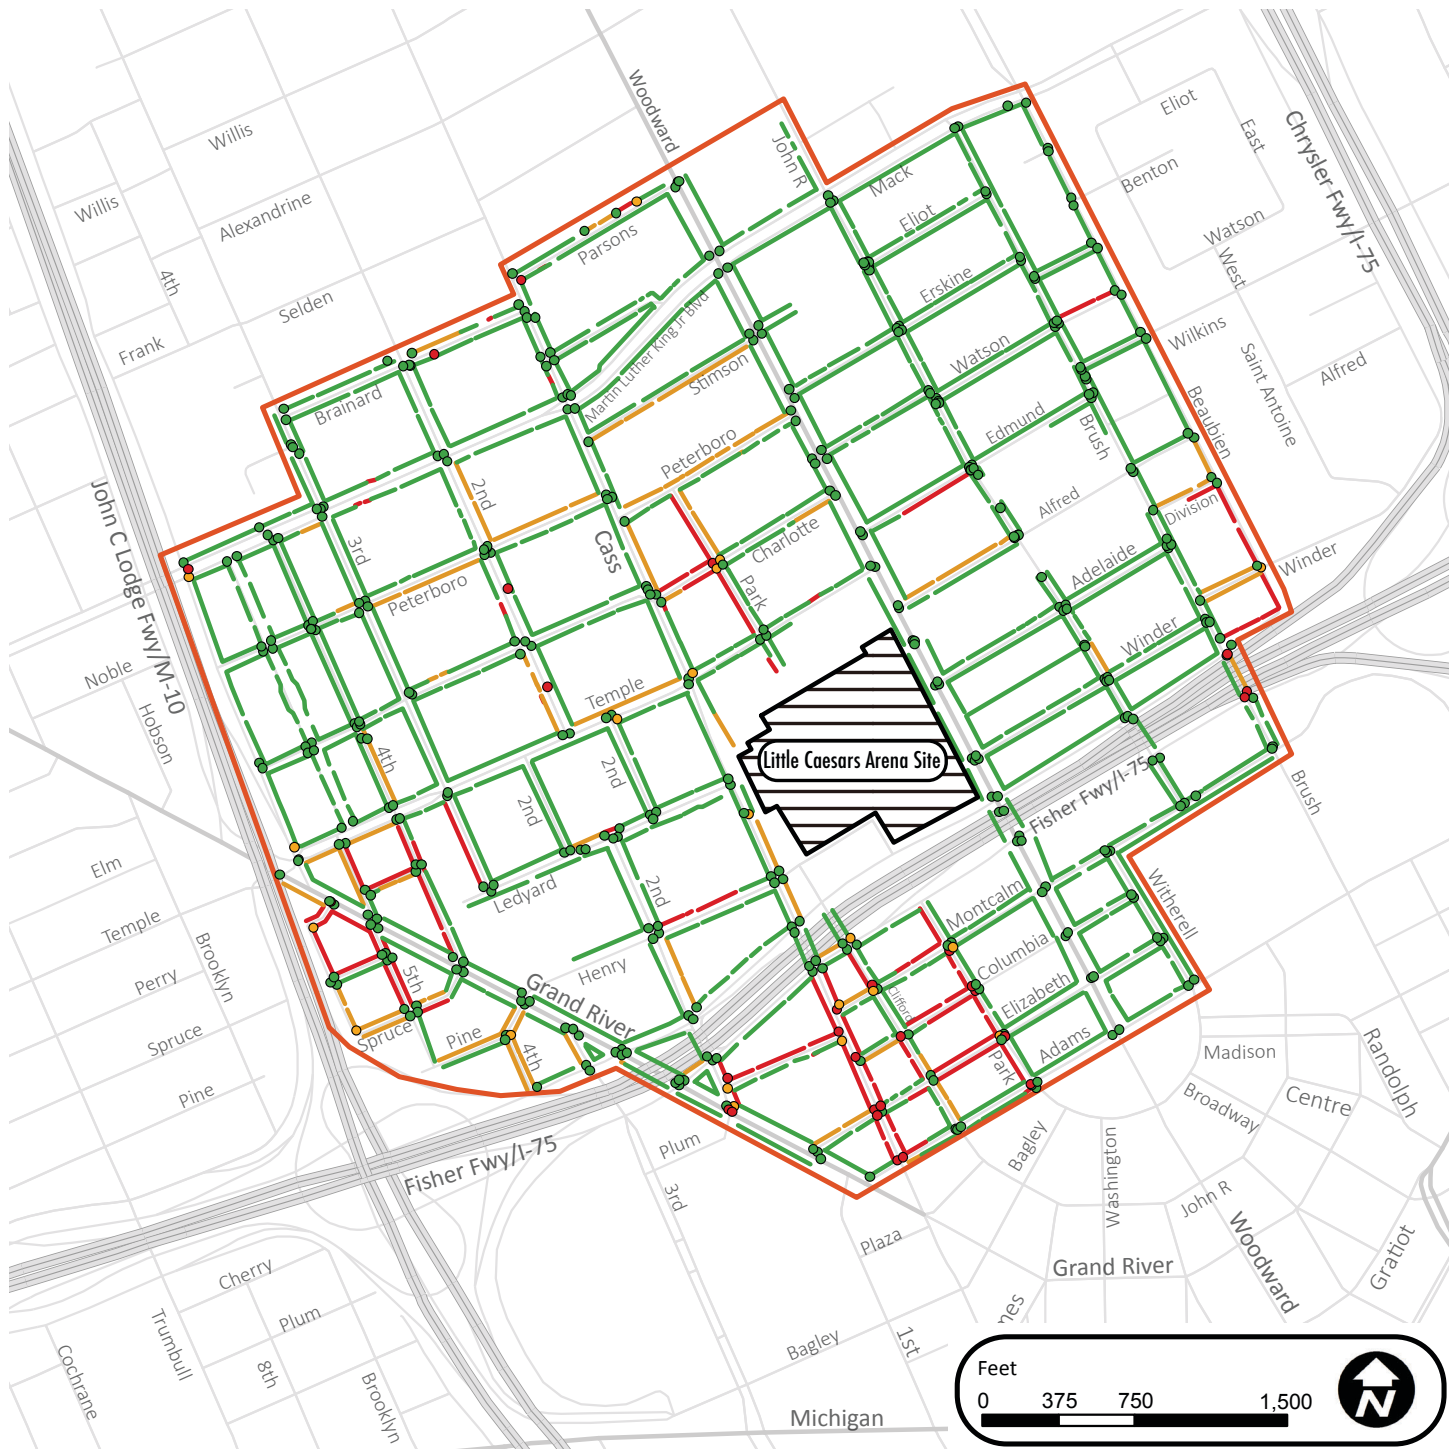 Willis
Willis
Alexandrine
4th
Selden
Frank
Woodward
John R
Parsons
Mack
Eliot
Eliot
East
Benton
Watson
West
Chrysler Fwy/I-75
Erskine
Martin Luther King Jr Blvd
Stimson
Watson
Wilkins
Saint Antoine
Alfred
Brainard
Peterboro
Edmund
Brush
Beaubien
2nd
John C Lodge Fwy/M-10
3rd
Cass
Charlotte
Alfred
Division
Peterboro
Park
Adelaide
Winder
Noble
Hobson
Temple
Winder
4th
2nd
2nd
Little Caesars Arena Site
Fisher Fwy/I-75
Brush
Elm
Ledyard
2nd
Montcalm
Witherell
Temple
Brooklyn
Perry
5th
Henry
Grand River
Columbia
Clifford
Elizabeth
Spruce
Spruce
Pine
4th
Park
Adams
Madison
Randolph
Pine
Broadway
Centre
Fisher Fwy/I-75
Plum
Bagley
Washington
3rd
John R
Plaza
Woodward
Gratiot
Cherry
Grand River
Plum
Trumbull
mes
Cochrane
8th
Brooklyn
Bagley
1st
Michigan
Feet
0 375 750 1,500
N